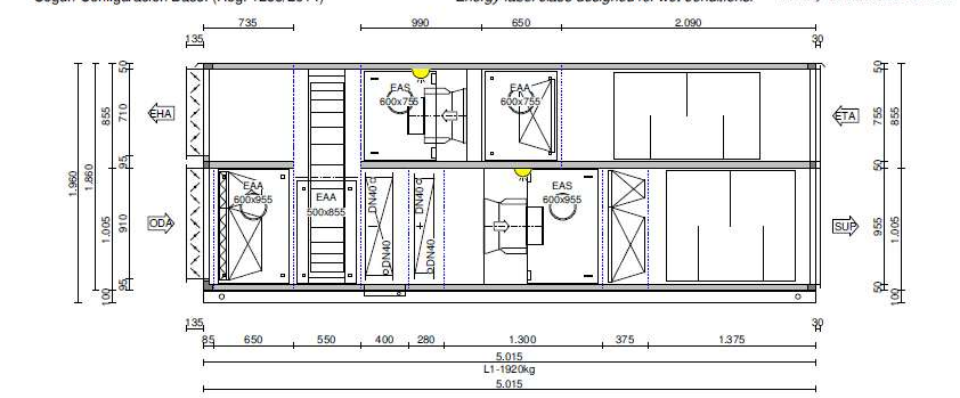 Energy label class designed for wet conditions.
735
990
650
2.090
135
30
50
710
95
855
1.860
1.960
1.005
910
95
100
EHA
ODA
EAS
600x755
EAA
600x755
EAA
600x955
EAA
500x855
DN40
DN40
DN40
DN40
EAS
600x955
ETA
SUP
50
755
855
50
955
1.005
50
100
135
30
85
650
550
400
280
1.300
375
1.375
5.015
L1-1920kg
5.015